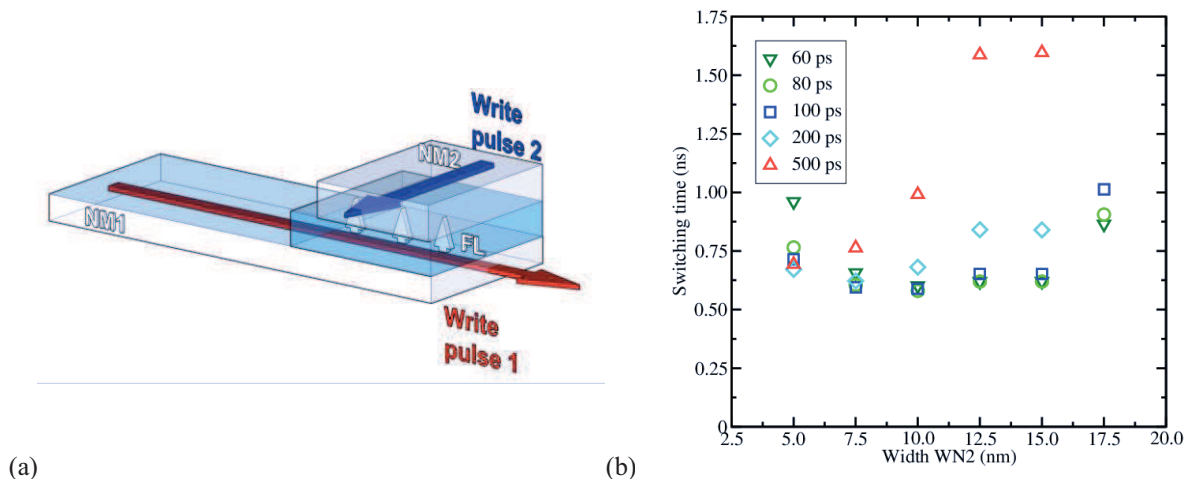 Write
pulse 2
NM2
NM1
FL
Write
pulse 1
(a)
1.75
1.50
1.25
1.00
0.75
0.50
0.25
0
Switching time (ns)
60 ps
80 ps
100 ps
200 ps
500 ps
2.5 5.0 7.5 10.0 12.5 15.0 17.5 20.0
Width WN2 (nm)
(b)